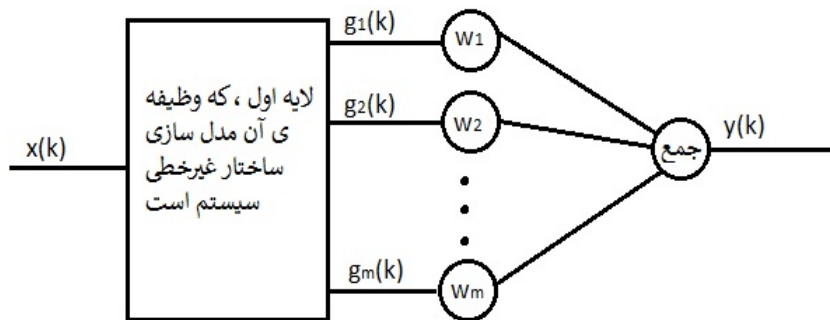 x(k)
لایه اول ، که وظیفه
ی آن مدل سازی
ساختار غیرخطی
سیستم است
g1(k)
g2(k)
gm(k)
w1
w2
wm
جمع
y(k)